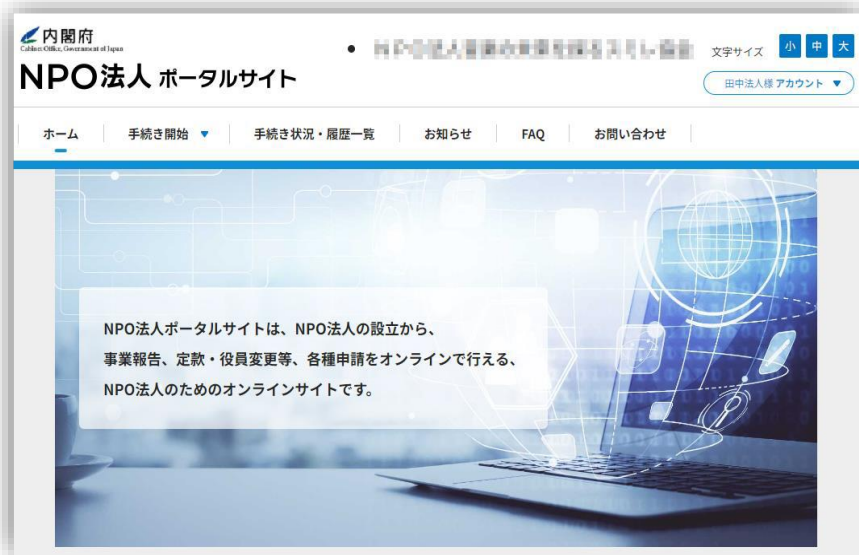 内閣府
Cabinet Office, Government of Japan
NPO法人 ポータルサイト
文字サイズ 小 中 大
田中法人様 アカウント ▼
ホーム 手続き開始 ▼ 手続き状況・履歴一覧 お知らせ FAQ お問い合わせ
NPO法人ポータルサイトは、NPO法人の設立から、
事業報告、定款・役員変更等、各種申請をオンラインで行える、
NPO法人のためのオンラインサイトです。